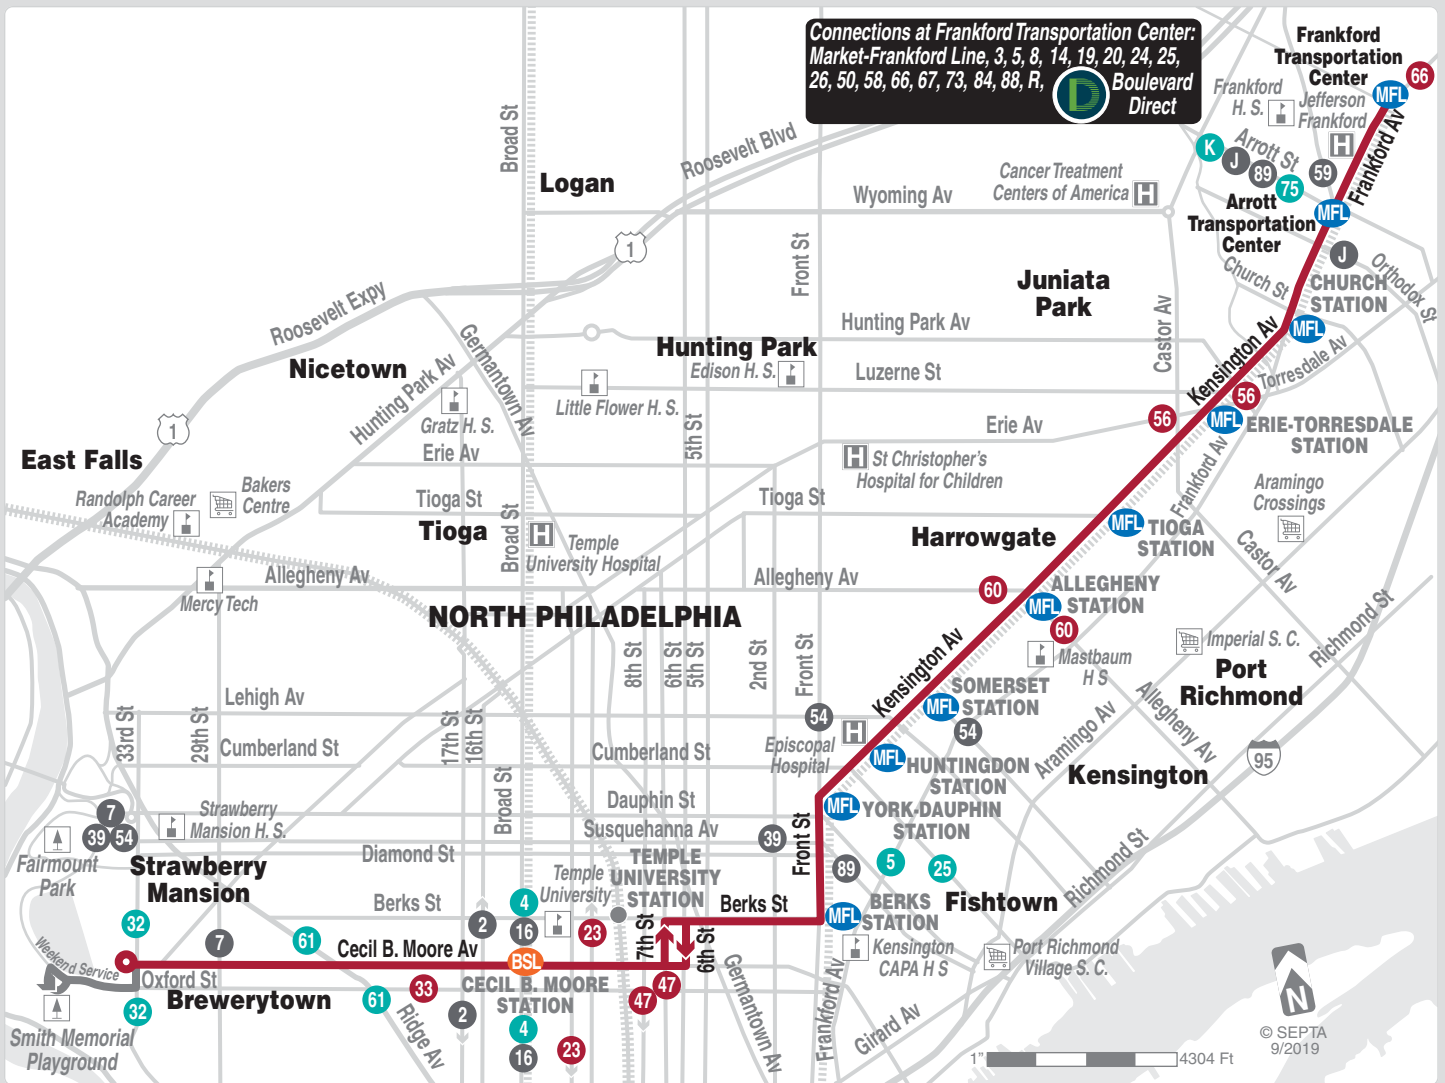 Connections at Frankford Transportation Center:
Market-Frankford Line, 3, 5, 8, 14, 19, 20, 24, 25,
26, 50, 58, 66, 67, 73, 84, 88, R,
D
Boulevard
Direct
Frankford
Transportation
Center
66
MFL
Frankford
H. S.
Jefferson
Frankford
H
Frankford Av
K
J
89
75
59
Arrott St
Arrott
Transportation
Center
MFL
J
Orthodox St
Church St
CHURCH
STATION
MFL
Broad St
Logan
Roosevelt Blvd
1
Wyoming Av
Cancer Treatment
Centers of America
H
Front St
Juniata
Park
Castor Av
Roosevelt Expy
Hunting Park Av
Kensington Av
Torresdale Av
Nicetown
Germantown Av
Hunting Park
Edison H. S.
Luzerne St
Hunting Park Av
Little Flower H. S.
Gratz H. S.
56
56
MFL
ERIE-TORRESDALE
STATION
1
5th St
Erie Av
Erie Av
East Falls
Randolph Career
Academy
Bakers
Centre
H
St Christopher's
Hospital for Children
Frankford Av
Aramingo
Crossings
Tioga St
Tioga St
Tioga
Broad St
H
Temple
University Hospital
Harrowgate
MFL
TIOGA
STATION
Castor Av
Allegheny Av
Allegheny Av
Mercy Tech
60
MFL
ALLEGHENY
STATION
60
Richmond St
NORTH PHILADELPHIA
Mastbaum
H S
Imperial S. C.
Port
Richmond
8th St
6th St
5th St
2nd St
Front St
Kensington Av
Lehigh Av
33rd St
29th St
17th St
16th St
SOMERSET
STATION
MFL
54
54
H
Episcopal
Hospital
Allegheny Av
Aramingo Av
Cumberland St
Cumberland St
MFL
HUNTINGDON
STATION
Kensington
95
Broad St
Dauphin St
MFL
YORK-DAUPHIN
STATION
7
39
54
Strawberry
Mansion H. S.
Susquehanna Av
39
Front St
Fairmount
Park
Strawberry
Mansion
Diamond St
TEMPLE
UNIVERSITY
STATION
Temple
University
89
5
25
Richmond St
Berks St
Berks St
BERKS
STATION
MFL
Fishtown
32
4
2
16
23
7th St
6th St
7
61
Cecil B. Moore Av
BSL
Kensington
CAPA H S
Port Richmond
Village S. C.
Weekend Service
Oxford St
Brewerytown
33
61
CECIL B. MOORE
STATION
47
47
Germantown Av
Frankford Av
Girard Av
32
2
4
16
23
Ridge Av
Smith Memorial
Playground
N
© SEPTA
9/2019
1"
4304 Ft